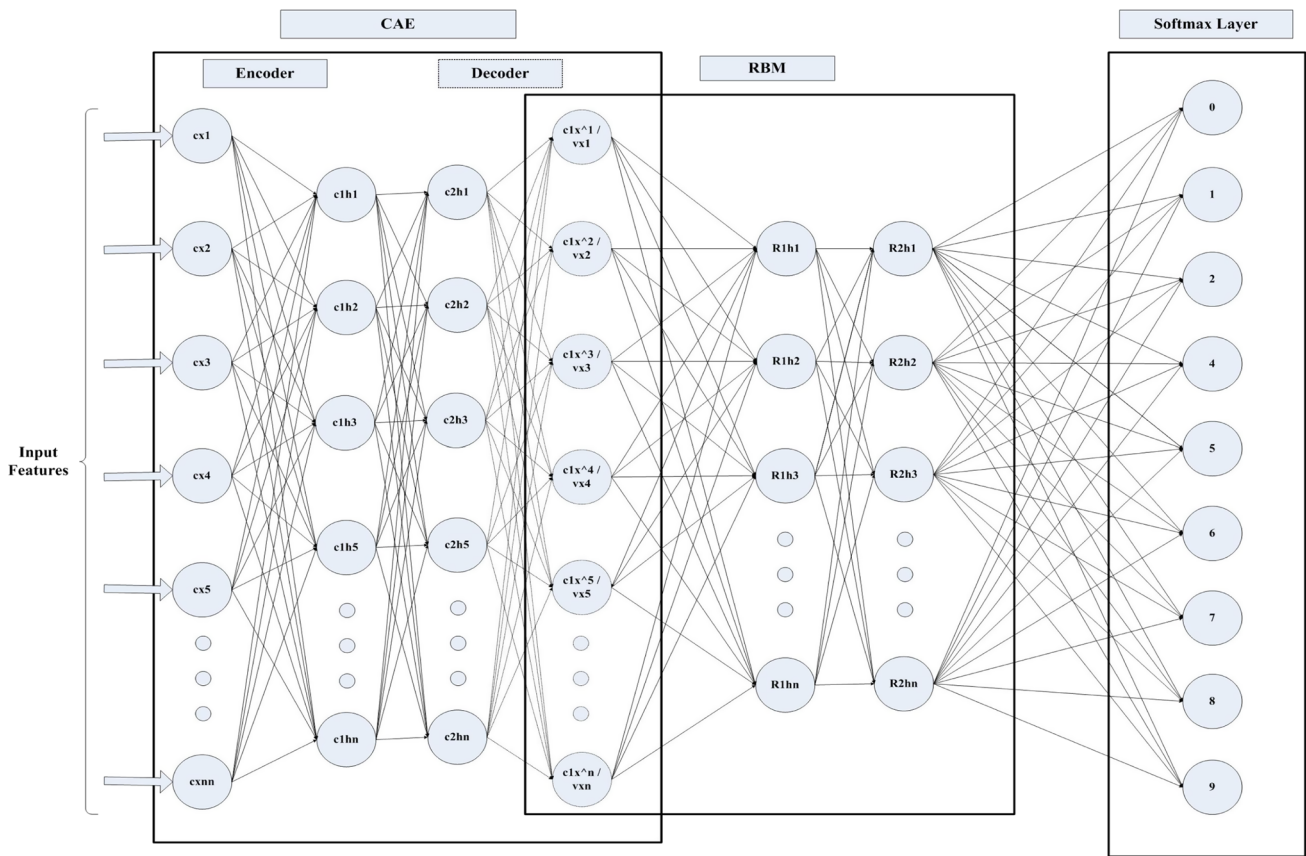 CAE
Softmax Layer
Encoder
Decoder
RBM
Input
Features
cx1
cx2
cx3
cx4
cx5
cxnn
c1h1
c1h2
c1h3
c1h5
c1hn
c2h1
c2h2
c2h3
c2h5
c2hn
c1x^1 /
vx1
c1x^2 /
vx2
c1x^3 /
vx3
c1x^4 /
vx4
c1x^5 /
vx5
c1x^n /
vxn
R1h1
R1h2
R1h3
R1hn
R2h1
R2h2
R2h3
R2hn
0
1
2
4
5
6
7
8
9